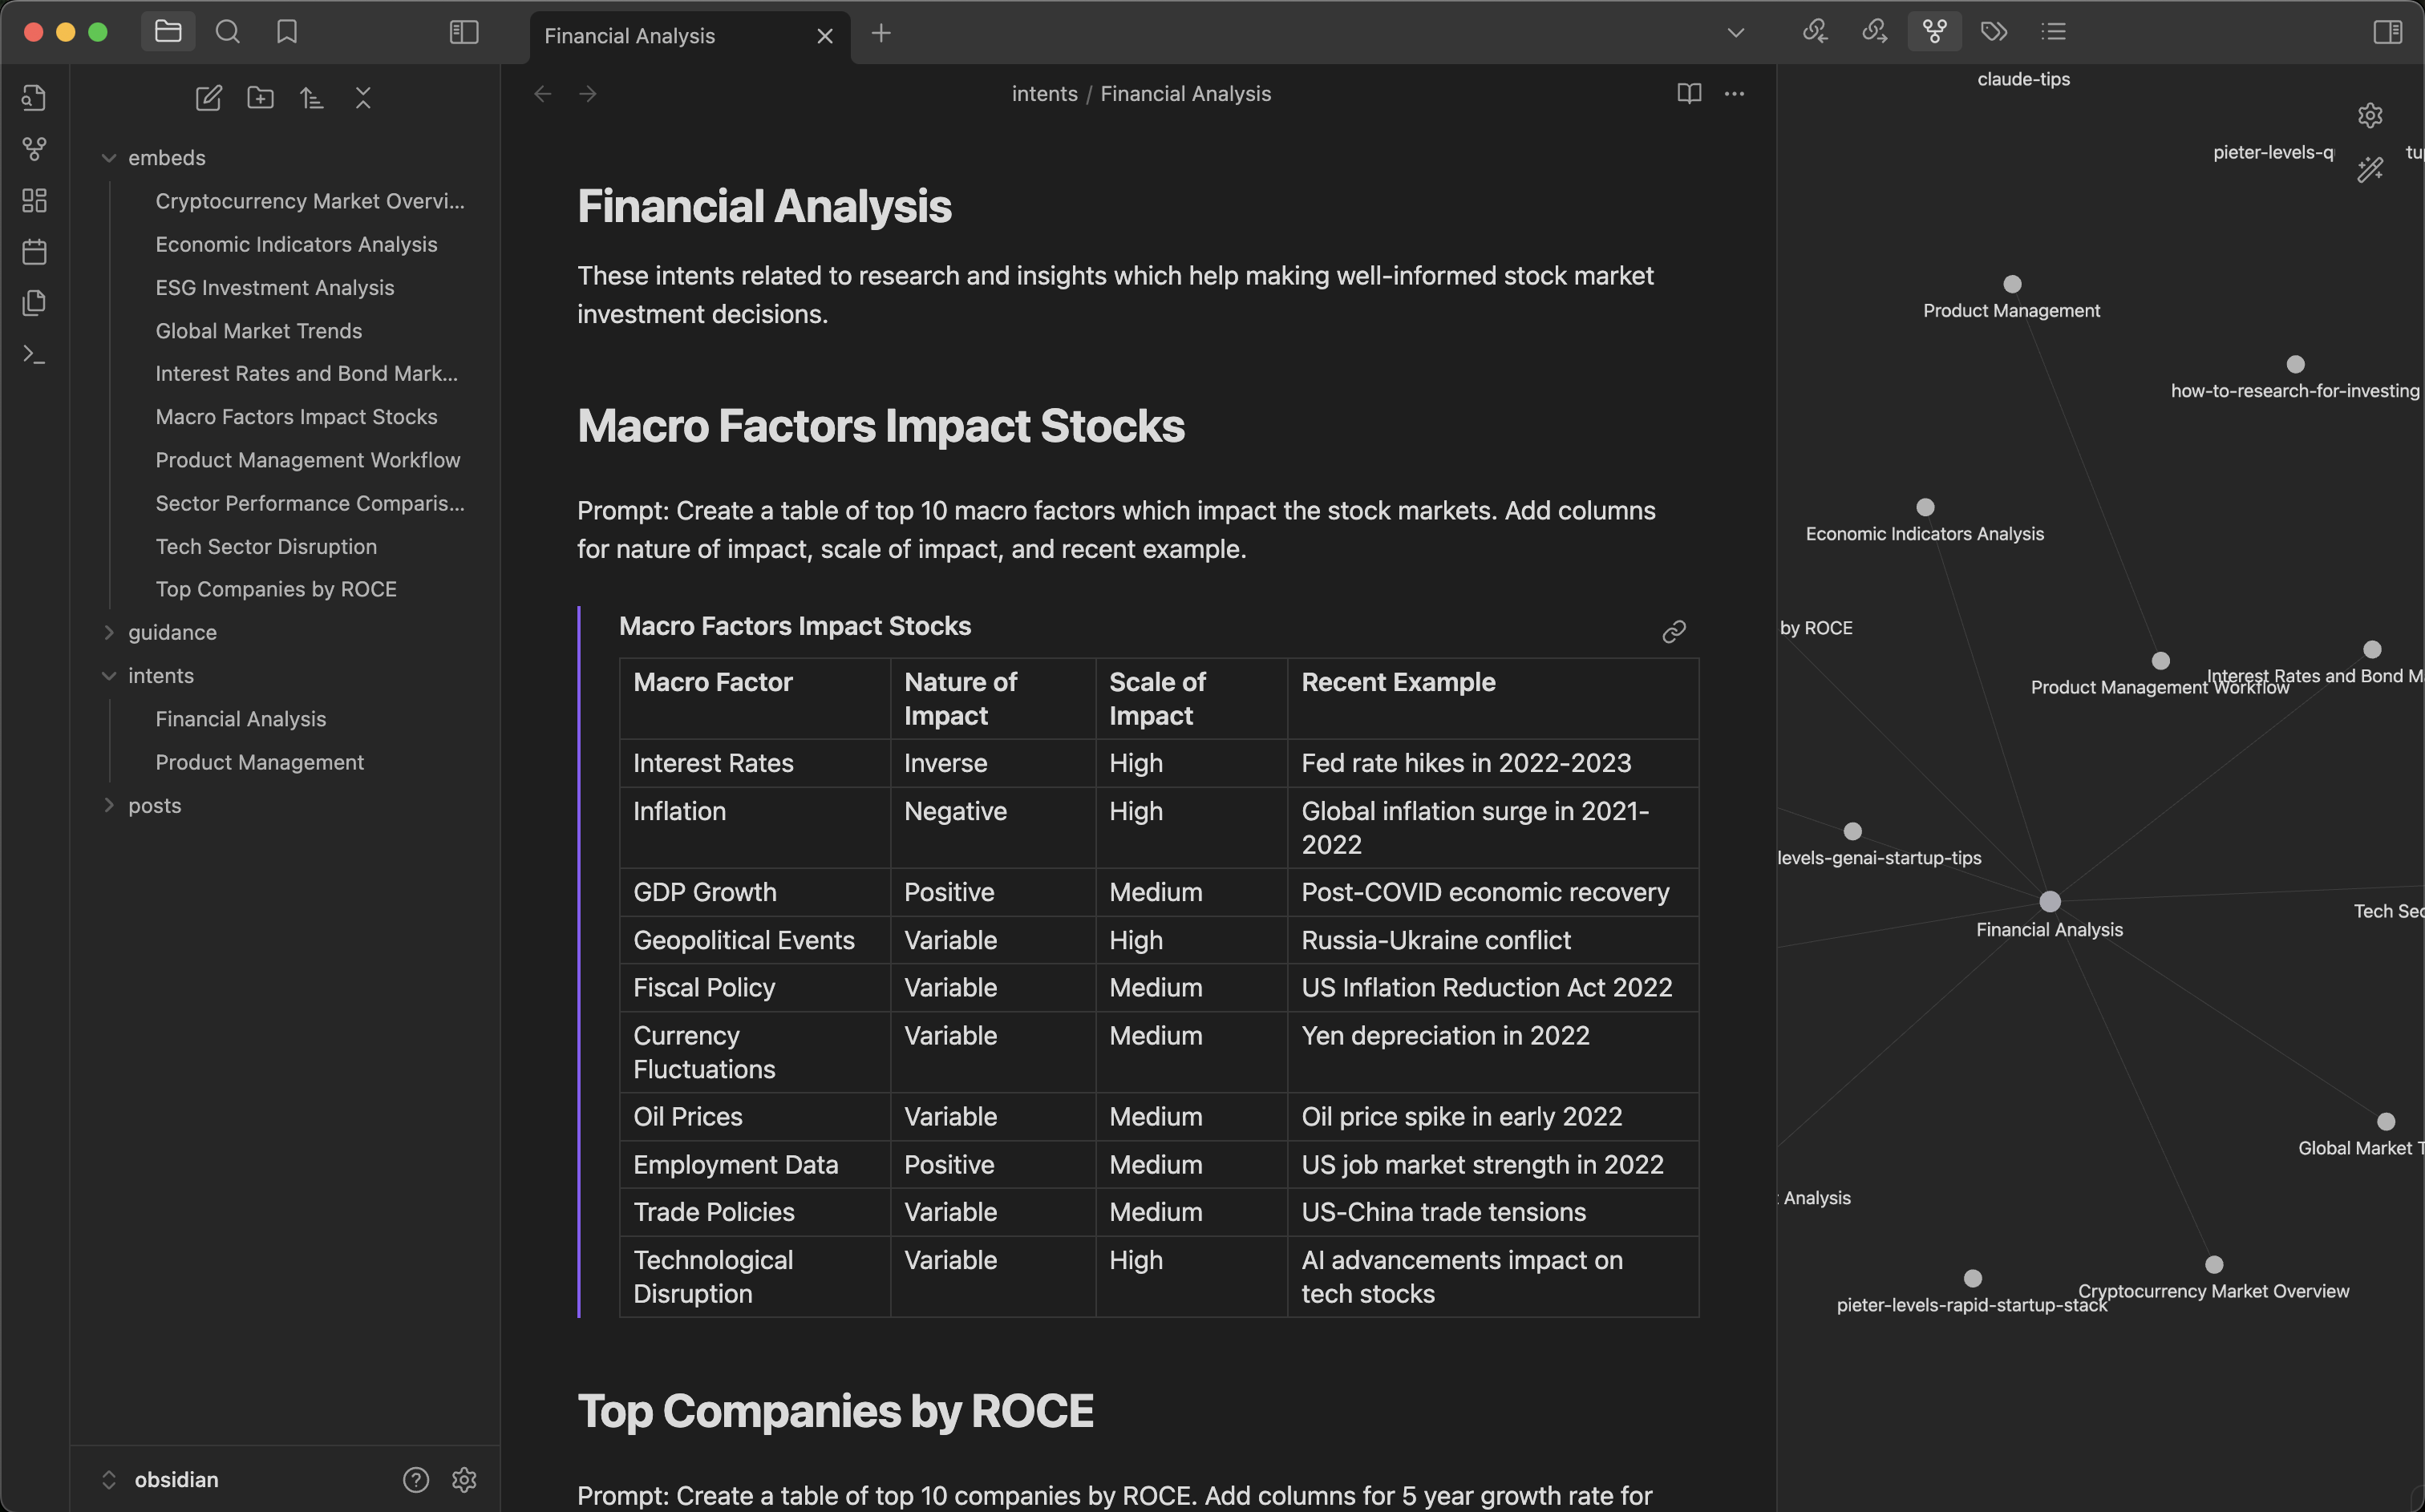 Financial Analysis
intents / Financial Analysis
embeds
Cryptocurrency Market Overvi...
Economic Indicators Analysis
ESG Investment Analysis
Global Market Trends
Interest Rates and Bond Mark...
Macro Factors Impact Stocks
Product Management Workflow
Sector Performance Comparis...
Tech Sector Disruption
Top Companies by ROCE
guidance
intents
Financial Analysis
Product Management
posts
obsidian
Financial Analysis
These intents related to research and insights which help making well-informed stock market
investment decisions.
Macro Factors Impact Stocks
Prompt: Create a table of top 10 macro factors which impact the stock markets. Add columns
for nature of impact, scale of impact, and recent example.
Macro Factors Impact Stocks
Macro Factor Nature of Impact Scale of Impact Recent Example
Interest Rates Inverse High Fed rate hikes in 2022-2023
Inflation Negative High Global inflation surge in 2021-
2022
GDP Growth Positive Medium Post-COVID economic recovery
Geopolitical Events Variable High Russia-Ukraine conflict
Fiscal Policy Variable Medium US Inflation Reduction Act 2022
Currency Fluctuations Variable Medium Yen depreciation in 2022
Oil Prices Variable Medium Oil price spike in early 2022
Employment Data Positive Medium US job market strength in 2022
Trade Policies Variable Medium US-China trade tensions
Technological Disruption Variable High AI advancements impact on
tech stocks
Top Companies by ROCE
Prompt: Create a table of top 10 companies by ROCE. Add columns for 5 year growth rate for
claude-tips
pieter-levels-q
Product Management
how-to-research-for-investing
Economic Indicators Analysis
by ROCE
Interest Rates and Bond M
Product Management Workflow
levels-genai-startup-tips
Tech Sec
Financial Analysis
Global Market T
Analysis
Cryptocurrency Market Overview
pieter-levels-rapid-startup-stack